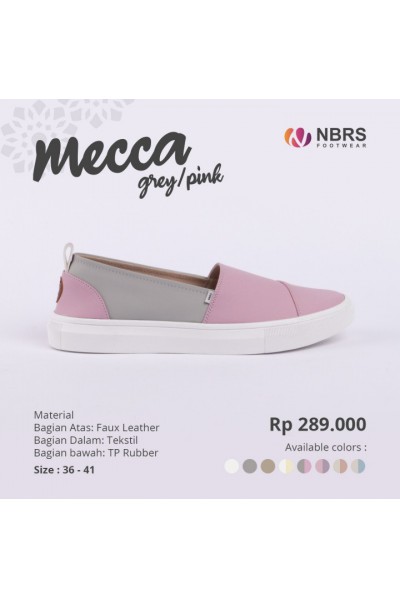 NBRS
FOOTWEAR
mecca
grey/pink
Material
Bagian Atas: Faux Leather
Bagian Dalam: Tekstil
Bagian bawah: TP Rubber
Size : 36 - 41
Rp 289.000
Available colors :